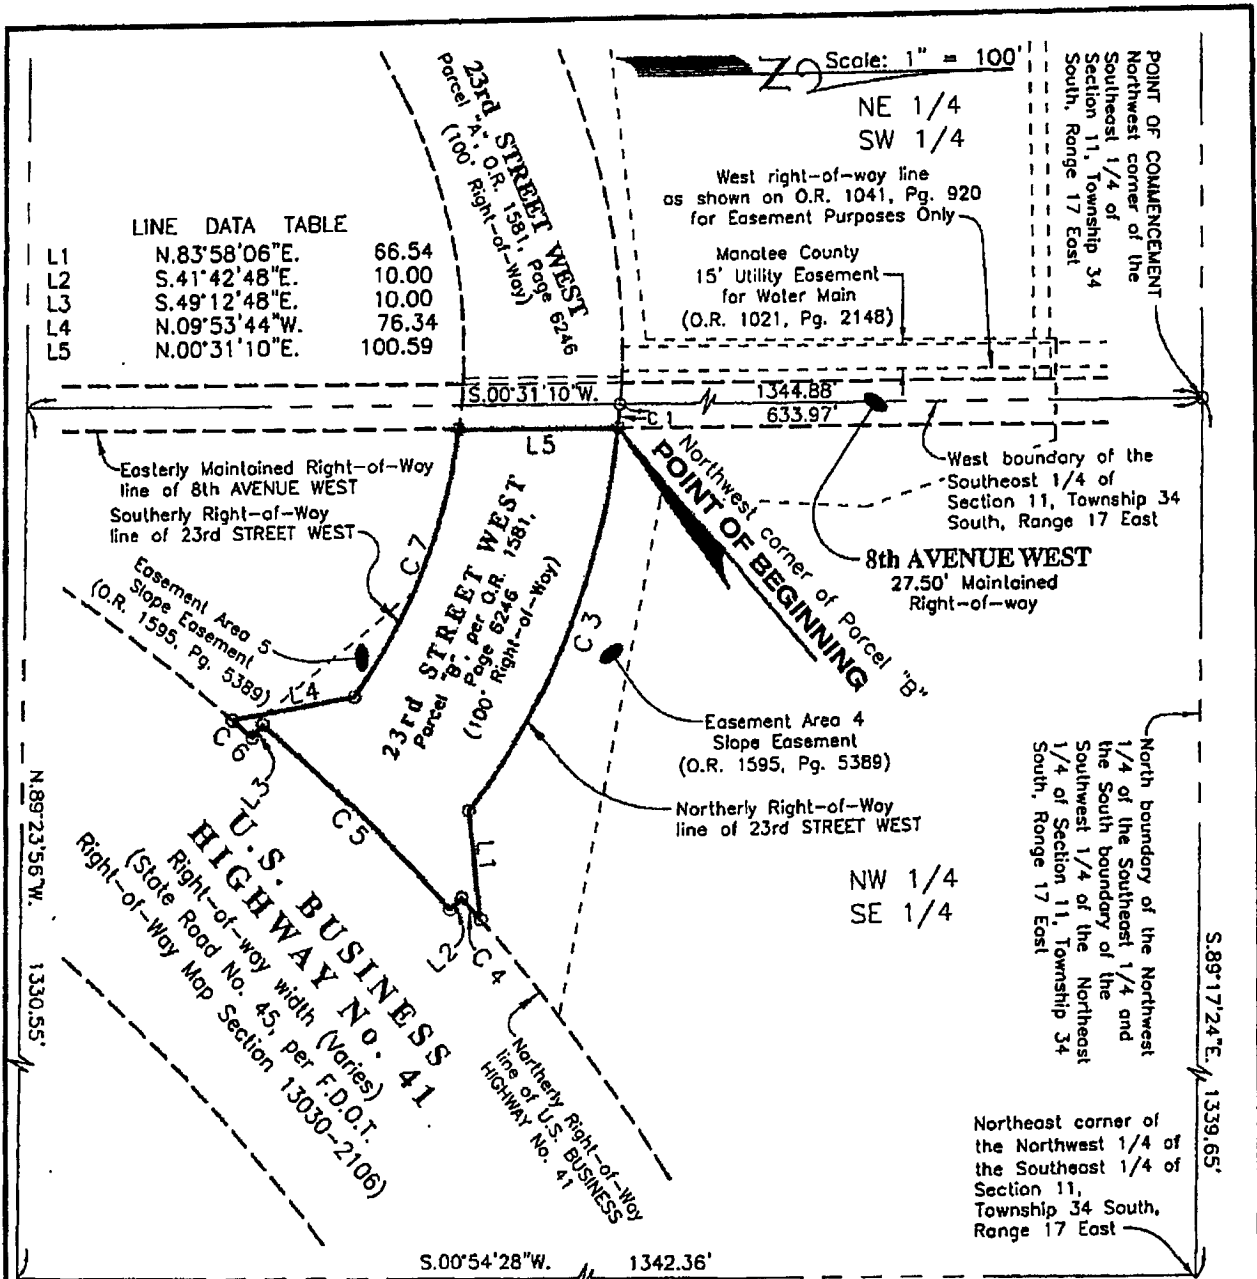 Scale: 1" = 100'
N
NE 1/4
SW 1/4
POINT OF COMMENCEMENT
Northwest corner of the
Southeast 1/4 of
Section 11, Township 34
South, Range 17 East
23rd STREET WEST
Parcel "A", O.R. 1581, Page 6246
(100' Right-of-Way)
West right-of-way line
as shown on O.R. 1041, Pg. 920
for Easement Purposes Only
Manatee County
15' Utility Easement
for Water Main
(O.R. 1021, Pg. 2148)
LINE DATA TABLE
L1 N.83°58'06"E. 66.54
L2 S.41°42'48"E. 10.00
L3 S.49°12'48"E. 10.00
L4 N.09°53'44"W. 76.34
L5 N.00°31'10"E. 100.59
S.00°31'10"W. 1344.88'
C1 633.97'
L5
Easterly Maintained Right-of-Way
line of 8th AVENUE WEST
Southerly Right-of-Way
line of 23rd STREET WEST
Northwest corner of Parcel "B"
POINT OF BEGINNING
West boundary of the
Southeast 1/4 of
Section 11, Township 34
South, Range 17 East
8th AVENUE WEST
27.50' Maintained
Right-of-way
C7
23rd STREET WEST
Parcel "B", per O.R. 1581,
Page 6246
(100' Right-of-Way)
C3
Easement Area 5
Slope Easement
(O.R. 1595, Pg. 5389)
L4
C6
L3
C5
L1
L2
C4
Easement Area 4
Slope Easement
(O.R. 1595, Pg. 5389)
Northerly Right-of-Way
line of 23rd STREET WEST
NW 1/4
SE 1/4
North boundary of the Northwest
1/4 of the Southeast 1/4 and
the South boundary of the
Southwest 1/4 of the Northeast
1/4 of Section 11, Township 34
South, Range 17 East
N.89°23'56"W. 1330.55'
U.S. BUSINESS
HIGHWAY No. 41
Right-of-way width (Varies)
(State Road No. 45, per F.D.O.T.
Right-of-Way Map Section 13030-2106)
Northerly Right-of-Way
line of U.S. BUSINESS
HIGHWAY No. 41
S.89°17'24"E. 1339.65'
Northeast corner of
the Northwest 1/4 of
the Southeast 1/4 of
Section 11,
Township 34 South,
Range 17 East
S.00°54'28"W. 1342.36'